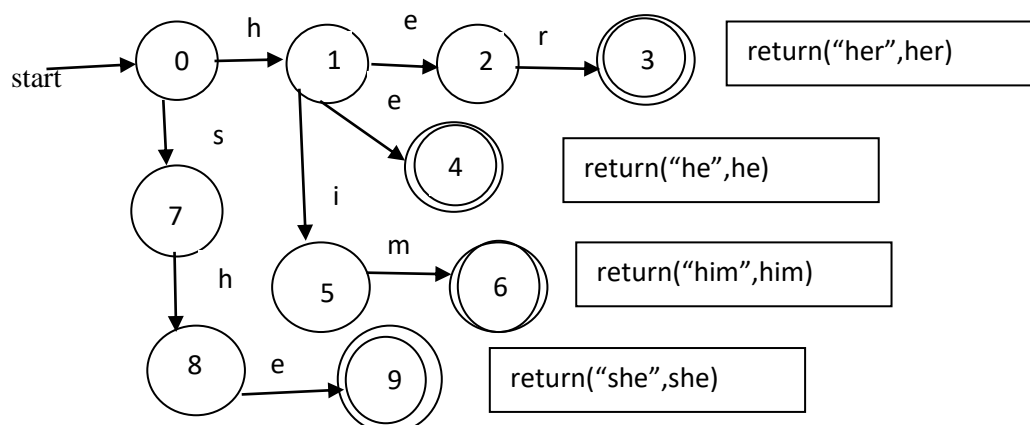 h e r
start 0 1 2 3 return(“her”,her)
s e
4 return(“he”,he)
7 i
h 5 m 6 return(“him”,him)
8 e 9 return(“she”,she)